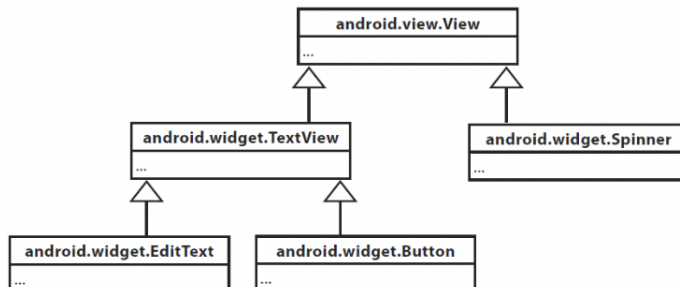 android.view.View
...
android.widget.TextView
...
android.widget.Spinner
...
android.widget.EditText
...
android.widget.Button
...